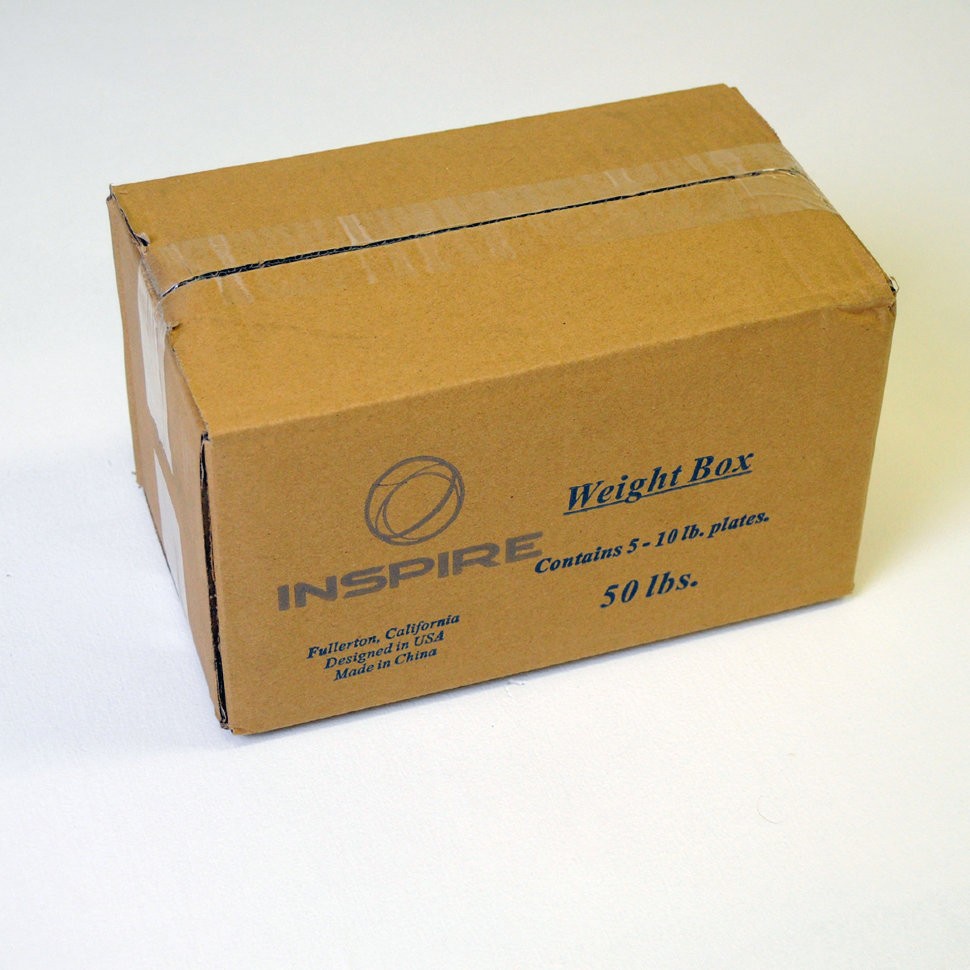 INSPIRE
Fullerton, California
Designed in USA
Made in China
Weight Box
Contains 5 - 10 lb. plates.
50 lbs.